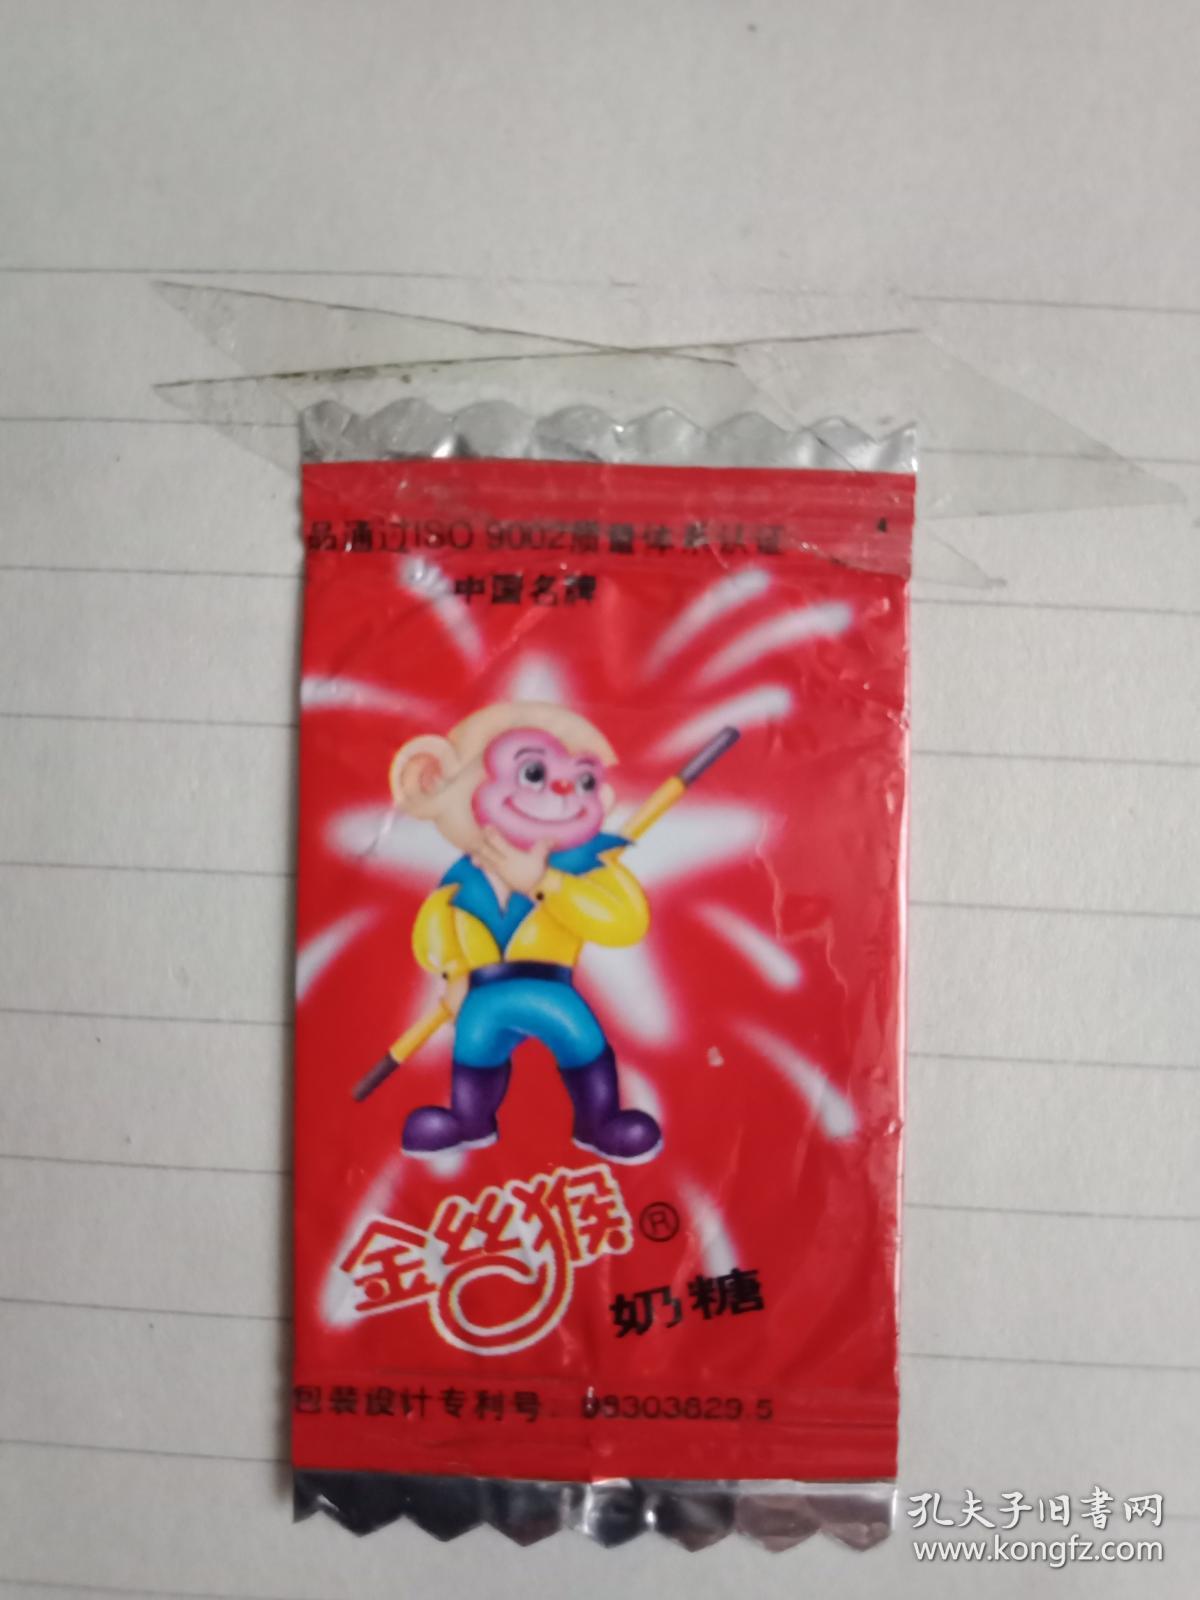 品通过ISO 9002质量体系认证
中国名牌
金丝猴®
奶糖
包装设计专利号:98303829.5
孔夫子旧书网
www.kongfz.com